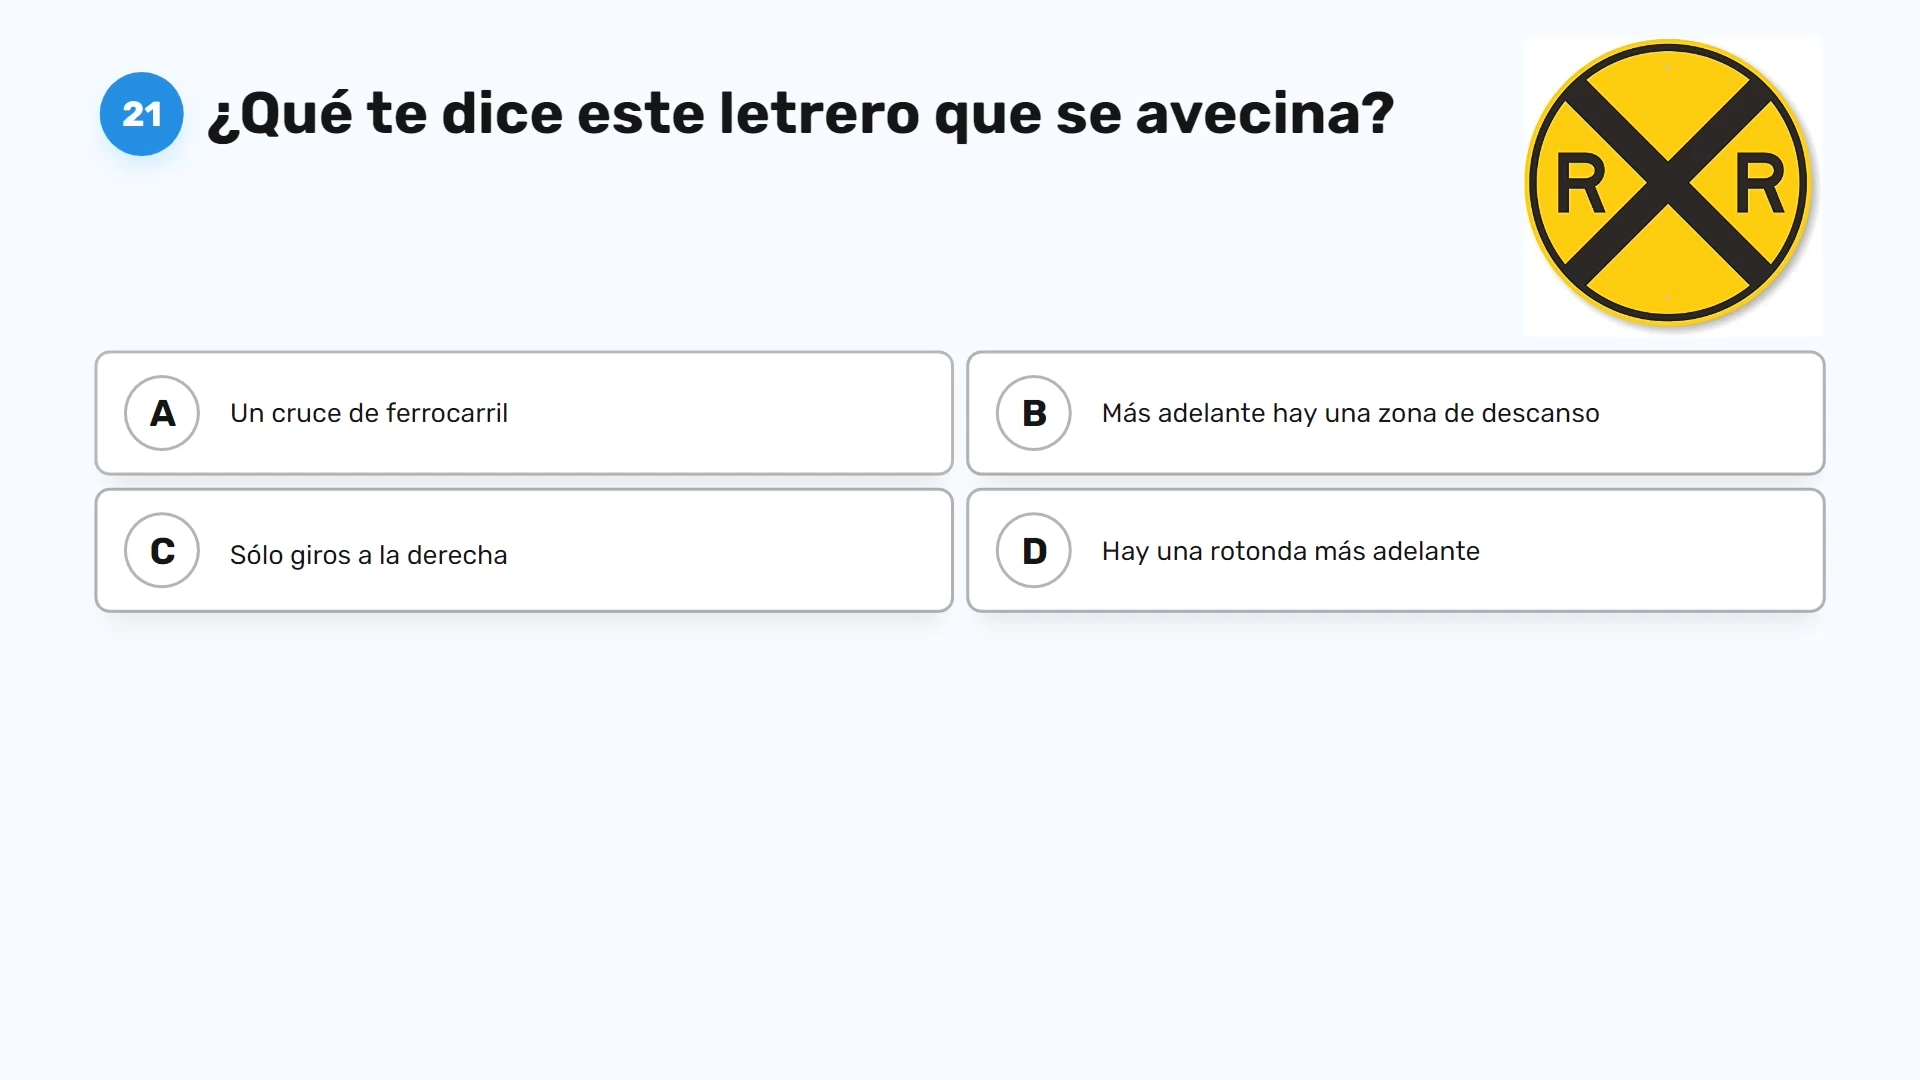 21 ¿Qué te dice este letrero que se avecina?
R R
A Un cruce de ferrocarril
B Más adelante hay una zona de descanso
C Sólo giros a la derecha
D Hay una rotonda más adelante